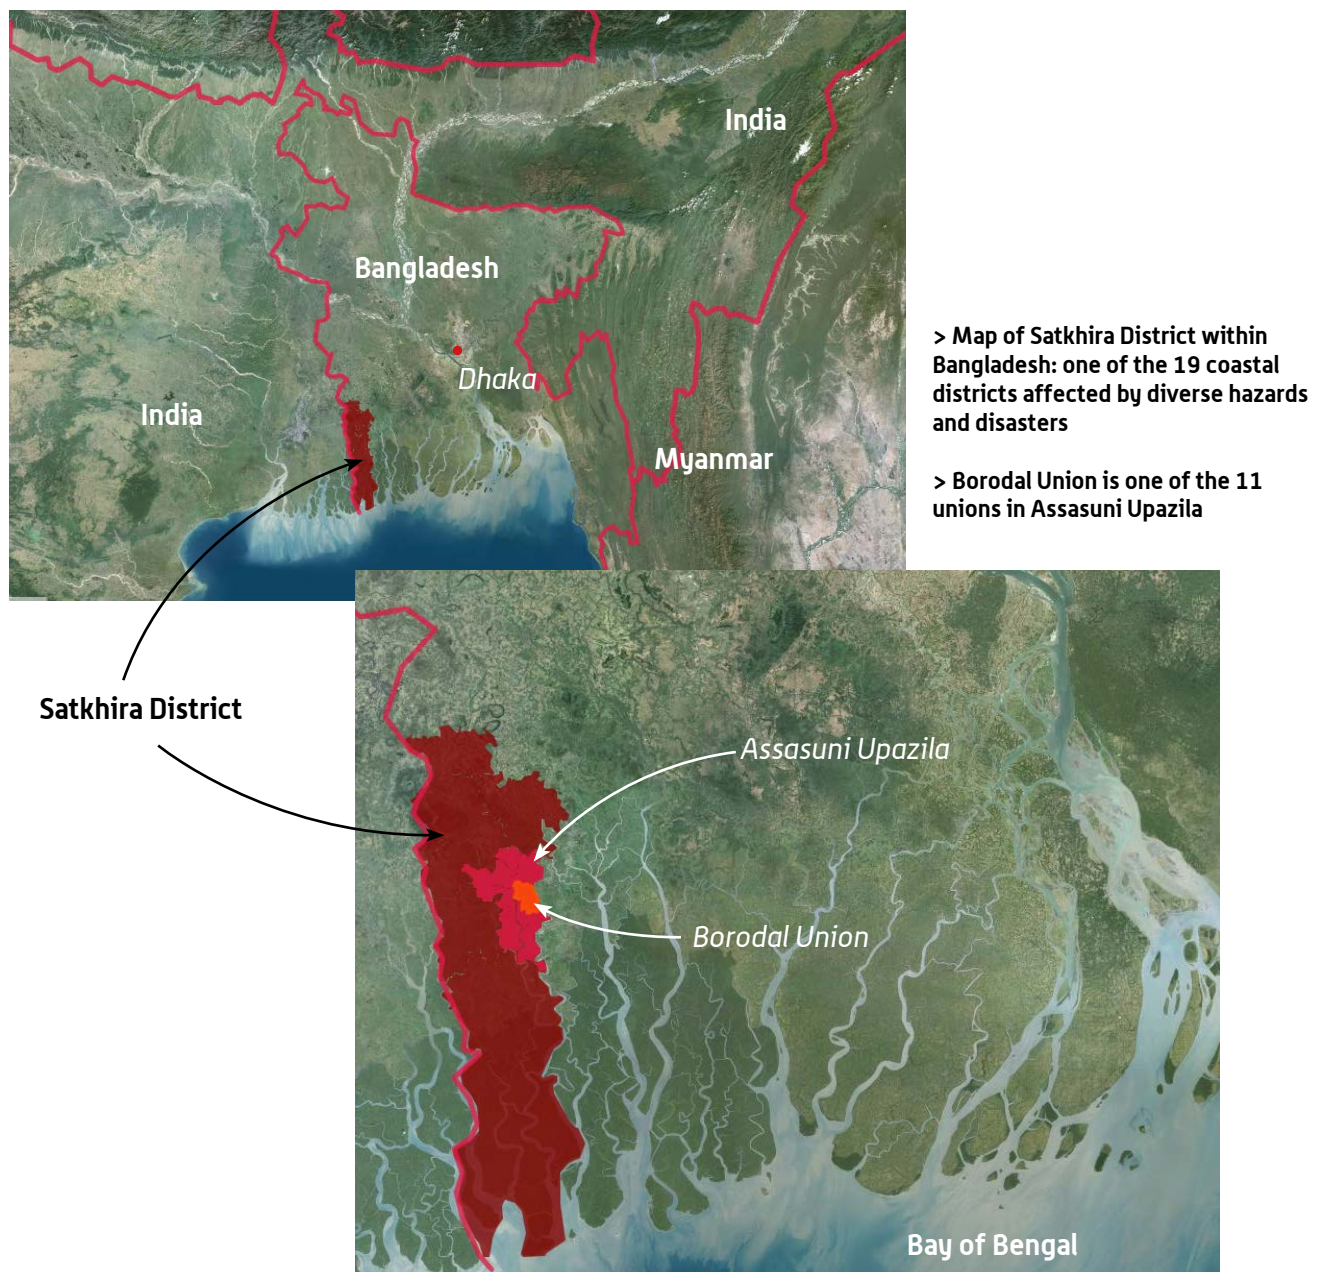 India
Bangladesh
Dhaka
India
Myanmar
> Map of Satkhira District within
Bangladesh: one of the 19 coastal
districts affected by diverse hazards
and disasters
> Borodal Union is one of the 11
unions in Assasuni Upazila
Satkhira District
Assasuni Upazila
Borodal Union
Bay of Bengal